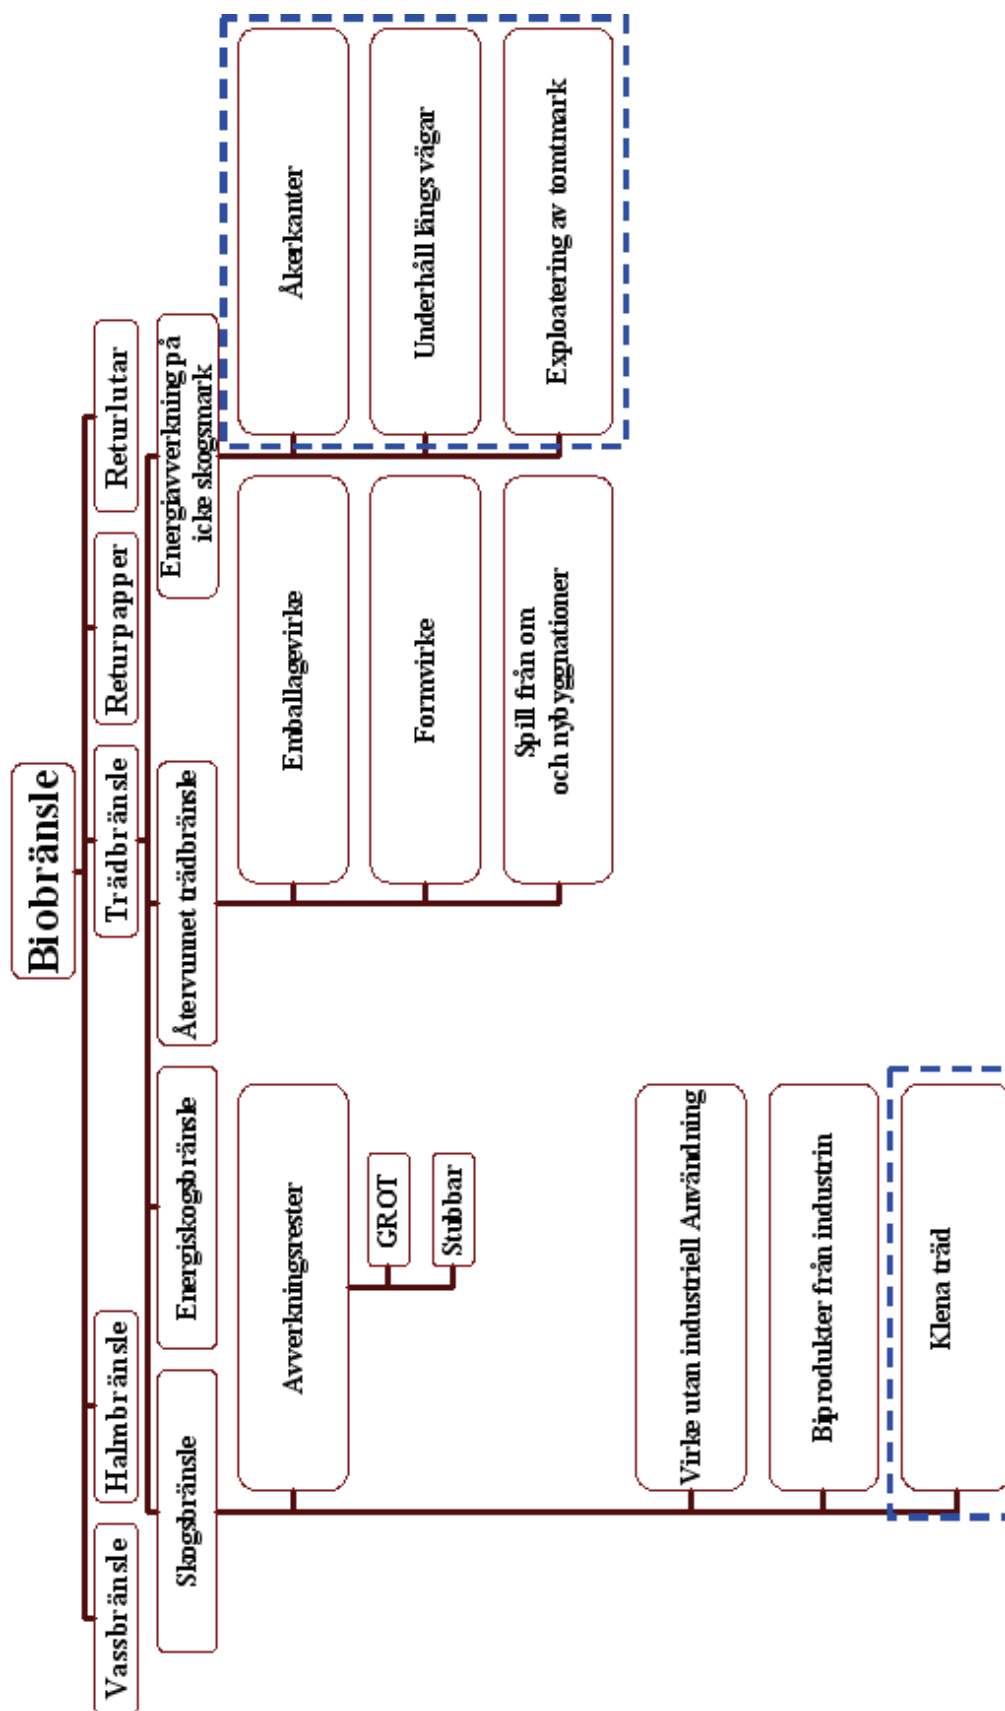 Biobränsle
Vassbränsle
Halmbränsle
Trädbränsle
Returpapper
Returlutar
Skogsbränsle
Energiskogsbränsle
Återvunnet trädbränsle
Energiavverkning på
icke skogsmark
Avverkningsrester
GROT
Stubbar
Virke utan industriell Användning
Biprodukter från industrin
Klena träd
Emballagevirke
Formvirke
Spill från om
och nybyggnationer
Åkerkanter
Underhåll längs vägar
Exploatering av tomtmark